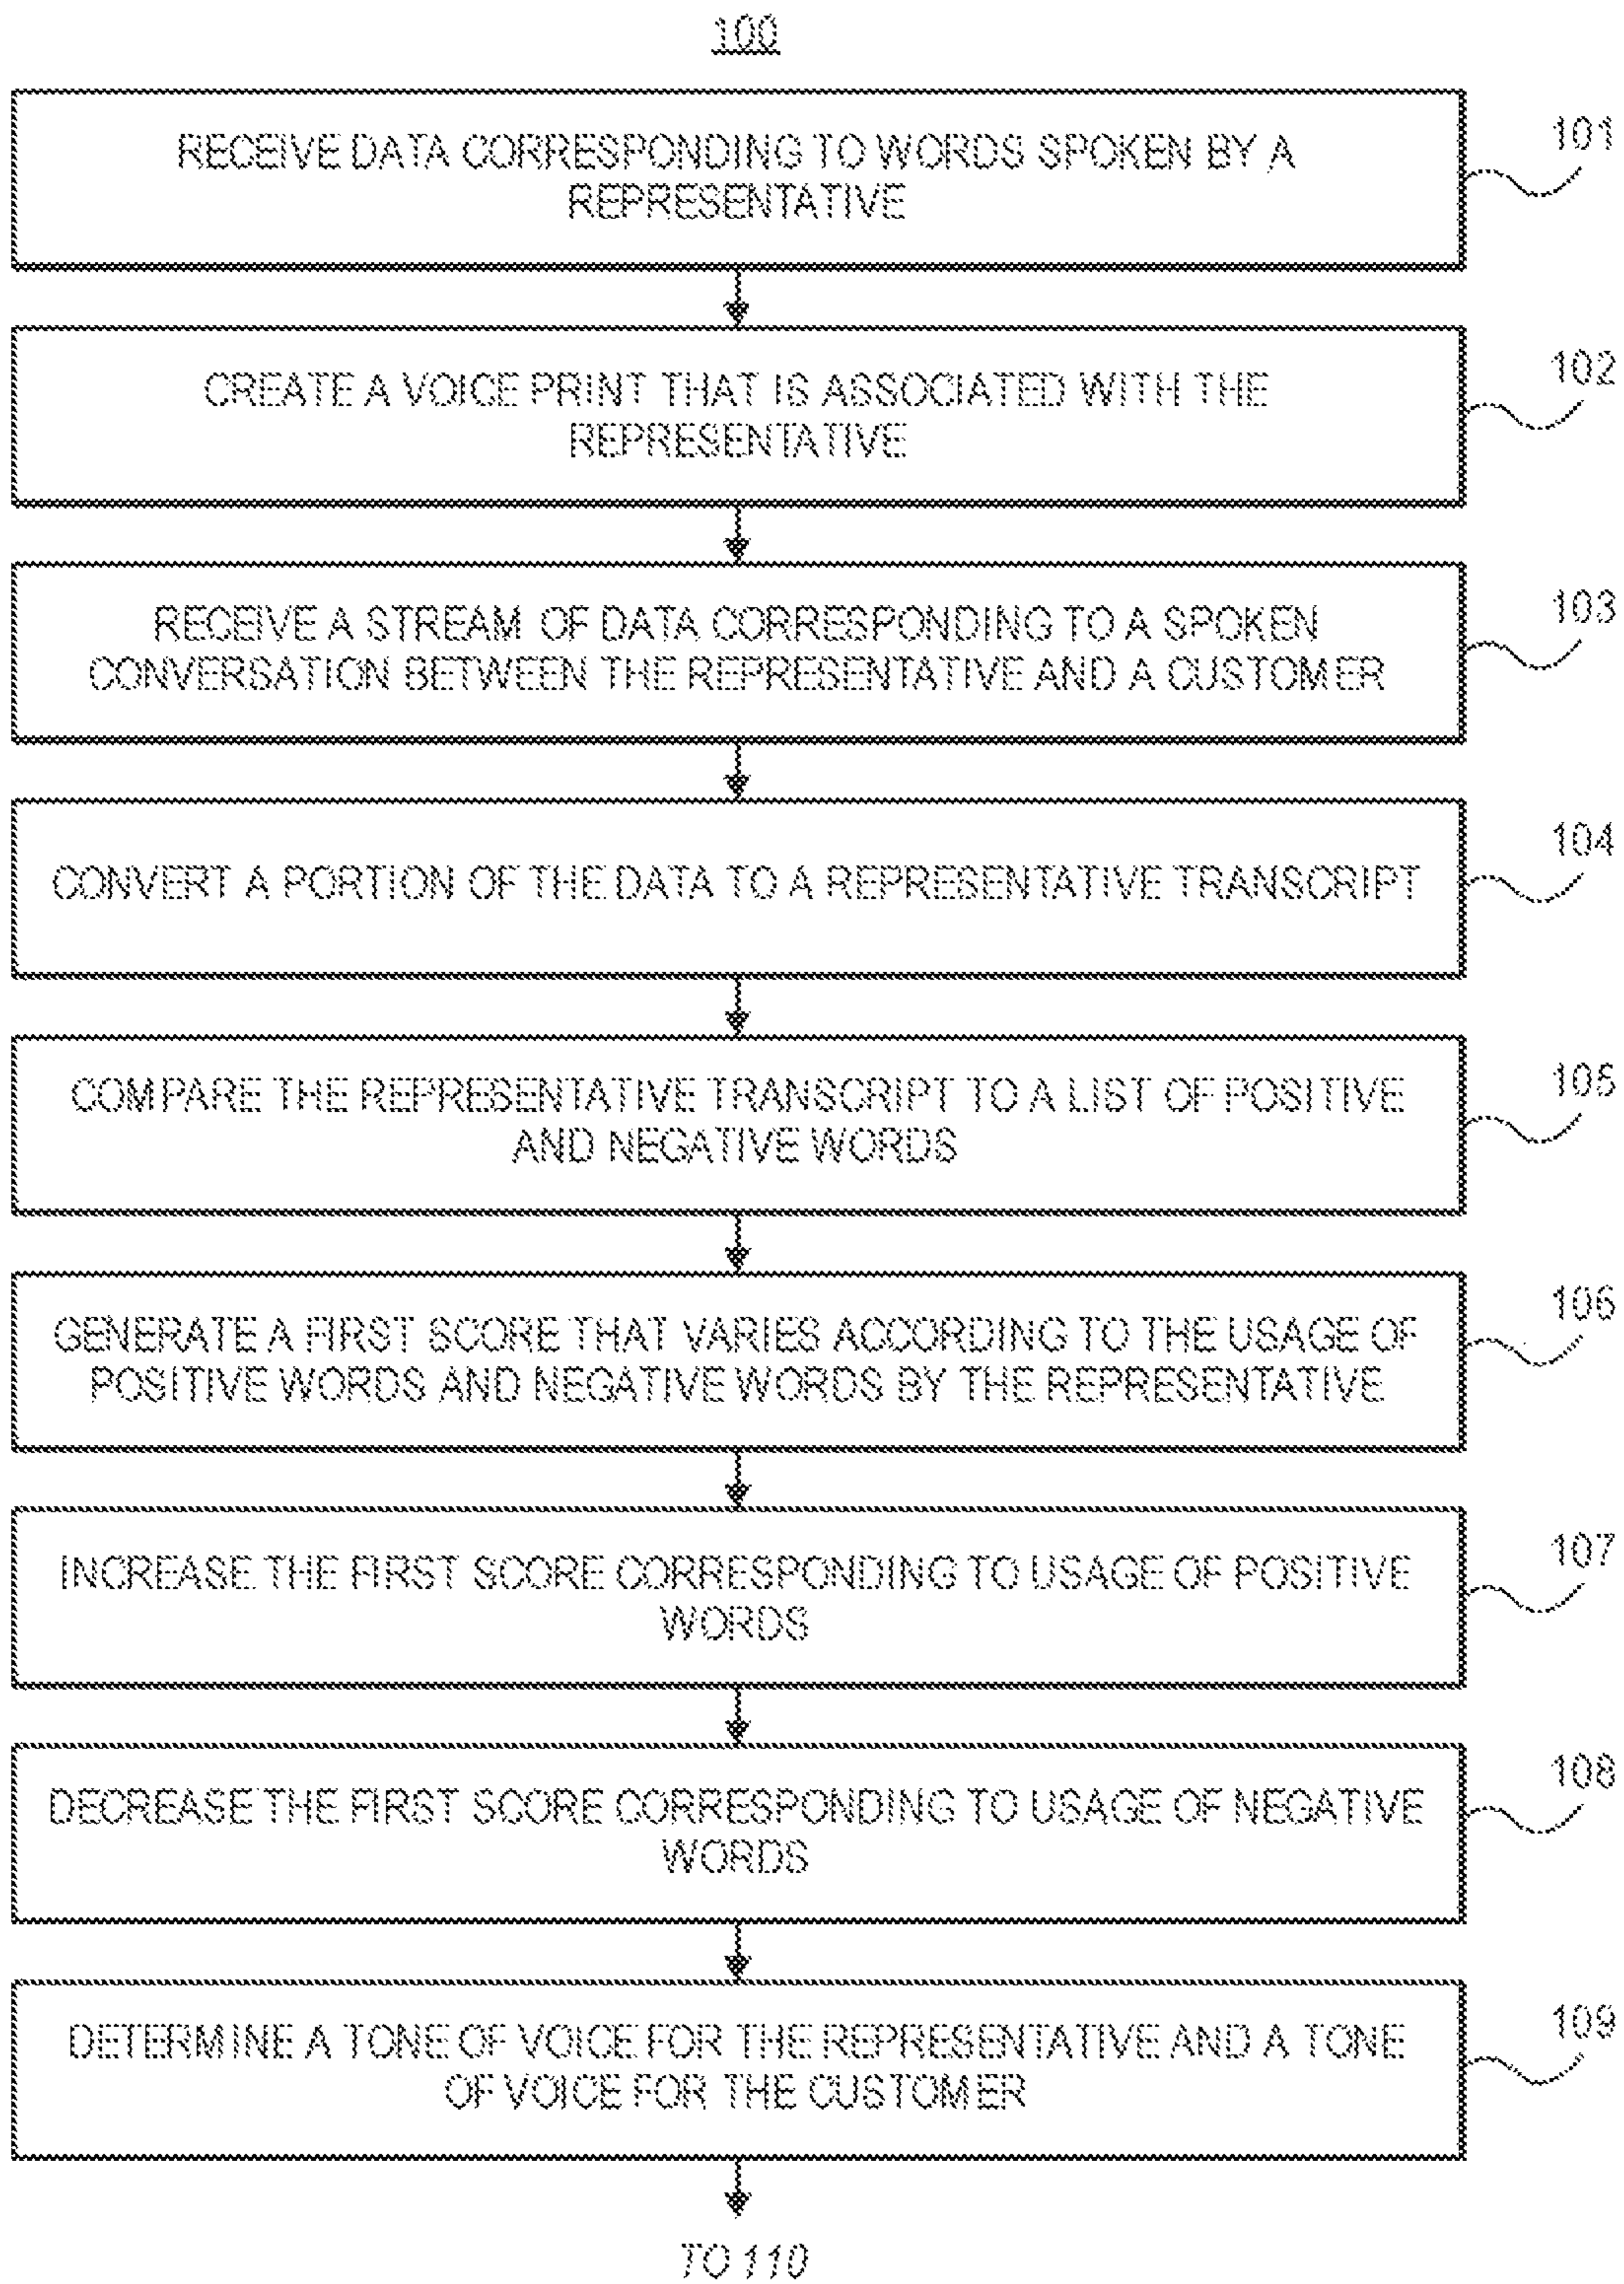 100
RECEIVE DATA CORRESPONDING TO WORDS SPOKEN BY A
REPRESENTATIVE
101
CREATE A VOICE PRINT THAT IS ASSOCIATED WITH THE
REPRESENTATIVE
102
RECEIVE A STREAM OF DATA CORRESPONDING TO A SPOKEN
CONVERSATION BETWEEN THE REPRESENTATIVE AND A CUSTOMER
103
CONVERT A PORTION OF THE DATA TO A REPRESENTATIVE TRANSCRIPT
104
COMPARE THE REPRESENTATIVE TRANSCRIPT TO A LIST OF POSITIVE
AND NEGATIVE WORDS
105
GENERATE A FIRST SCORE THAT VARIES ACCORDING TO THE USAGE OF
POSITIVE WORDS AND NEGATIVE WORDS BY THE REPRESENTATIVE
106
INCREASE THE FIRST SCORE CORRESPONDING TO USAGE OF POSITIVE
WORDS
107
DECREASE THE FIRST SCORE CORRESPONDING TO USAGE OF NEGATIVE
WORDS
108
DETERMINE A TONE OF VOICE FOR THE REPRESENTATIVE AND A TONE
OF VOICE FOR THE CUSTOMER
109
TO 110